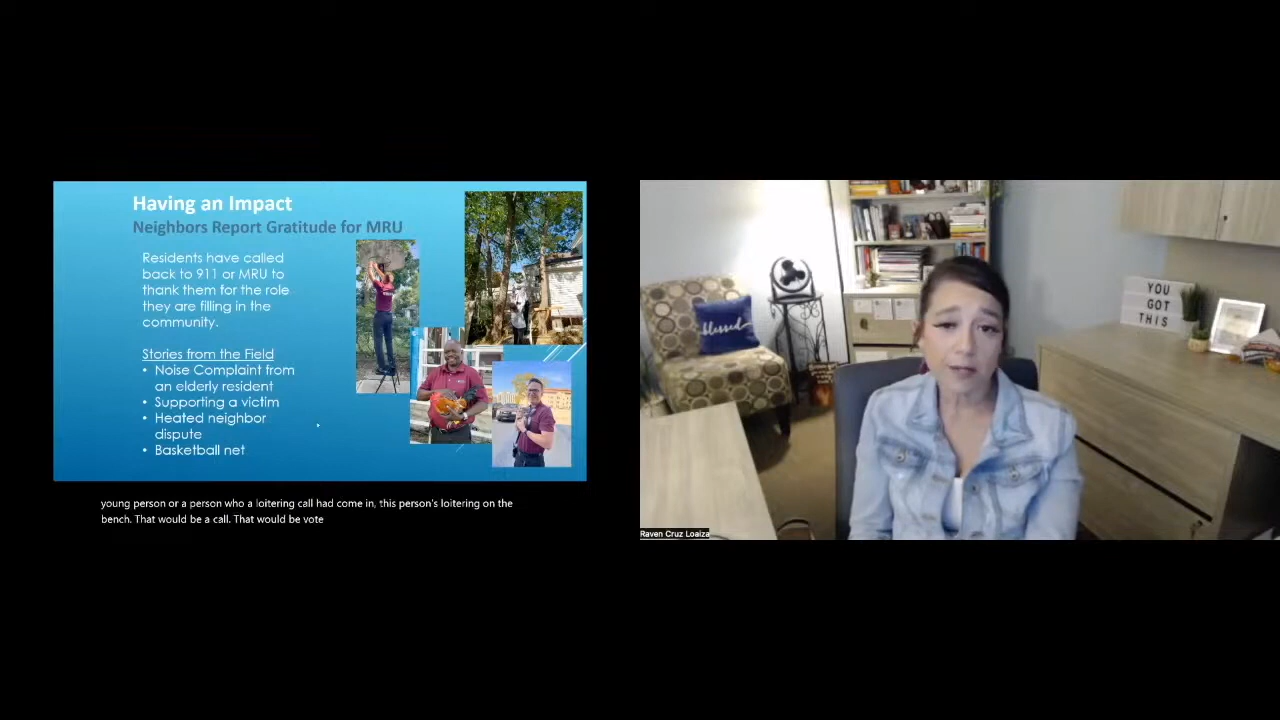 Having an Impact
Neighbors Report Gratitude for MRU
Residents have called
back to 911 or MRU to
thank them for the role
they are filling in the
community.
Stories from the Field
• Noise Complaint from
an elderly resident
• Supporting a victim
• Heated neighbor
dispute
• Basketball net
young person or a person who a loitering call had come in, this person's loitering on the
bench. That would be a call. That would be vote
blessed
YOU
GOT
THIS
Raven Cruz Loaiza